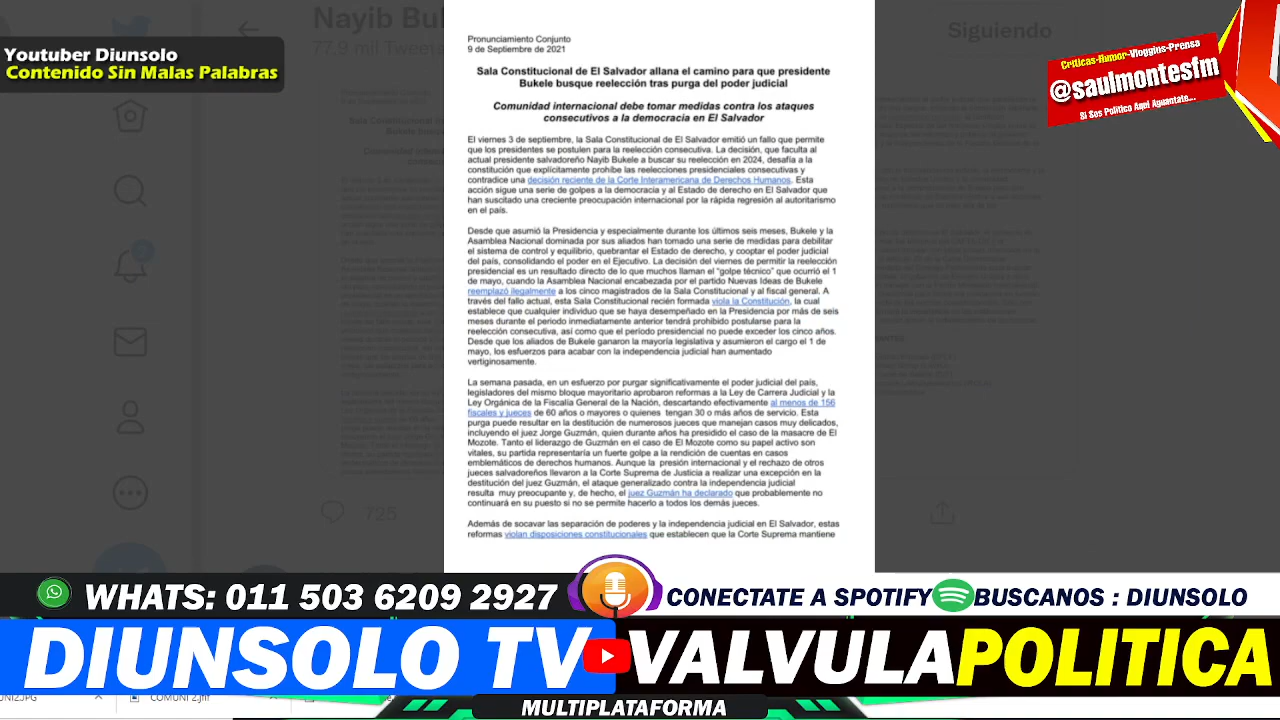 Nayib Buk
77,9 mil Tweets
Siguiendo
Youtuber Diunsolo
Contenido Sin Malas Palabras
Críticas-Humor-Vloggins-Prensa
@saulmontesfm
Si Sos Político Aquí Aguantate...
Pronunciamiento Conjunto
9 de Septiembre de 2021
Sala Constitucional de El Salvador allana el camino para que presidente
Bukele busque reelección tras purga del poder judicial
Comunidad internacional debe tomar medidas contra los ataques
consecutivos a la democracia en El Salvador
El viernes 3 de septiembre, la Sala Constitucional de El Salvador emitió un fallo que permite
que los presidentes se postulen para la reelección consecutiva. La decisión, que faculta al
actual presidente salvadoreño Nayib Bukele a buscar su reelección en 2024, desafía a la
constitución que explícitamente prohíbe las reelecciones presidenciales consecutivas y
contradice una decisión reciente de la Corte Interamericana de Derechos Humanos. Esta
acción sigue una serie de golpes a la democracia y al Estado de derecho en El Salvador que
han suscitado una creciente preocupación internacional por la rápida regresión al autoritarismo
en el país.
Desde que asumió la Presidencia y especialmente durante los últimos seis meses, Bukele y la
Asamblea Nacional dominada por sus aliados han tomado una serie de medidas para debilitar
el sistema de control y equilibrio, quebrantar el Estado de derecho, y cooptar el poder judicial
del país, consolidando el poder en el Ejecutivo. La decisión del viernes de permitir la reelección
presidencial es un resultado directo de lo que muchos llaman el "golpe técnico" que ocurrió el 1
de mayo, cuando la Asamblea Nacional encabezada por el partido Nuevas Ideas de Bukele
reemplazó ilegalmente a los cinco magistrados de la Sala Constitucional y al fiscal general. A
través del fallo actual, esta Sala Constitucional recién formada viola la Constitución, la cual
establece que cualquier individuo que se haya desempeñado en la Presidencia por más de seis
meses durante el periodo inmediatamente anterior tendrá prohibido postularse para la
reelección consecutiva, así como que el período presidencial no puede exceder los cinco años.
Desde que los aliados de Bukele ganaron la mayoría legislativa y asumieron el cargo el 1 de
mayo, los esfuerzos para acabar con la independencia judicial han aumentado
vertiginosamente.
La semana pasada, en un esfuerzo por purgar significativamente el poder judicial del país,
legisladores del mismo bloque mayoritario aprobaron reformas a la Ley de Carrera Judicial y la
Ley Orgánica de la Fiscalía General de la Nación, descartando efectivamente al menos de 156
fiscales y jueces de 60 años o mayores o quienes tengan 30 o más años de servicio. Esta
purga puede resultar en la destitución de numerosos jueces que manejan casos muy delicados,
incluyendo el juez Jorge Guzmán, quien durante años ha presidido el caso de la masacre de El
Mozote. Tanto el liderazgo de Guzmán en el caso de El Mozote como su papel activo son
vitales, su partida representaría un fuerte golpe a la rendición de cuentas en casos
emblemáticos de derechos humanos. Aunque la presión internacional y el rechazo de otros
jueces salvadoreños llevaron a la Corte Suprema de Justicia a realizar una excepción en la
destitución del juez Guzmán, el ataque generalizado contra la independencia judicial
resulta muy preocupante y, de hecho, el juez Guzmán ha declarado que probablemente no
continuará en su puesto si no se permite hacerlo a todos los demás jueces.
Además de socavar las separación de poderes y la independencia judicial en El Salvador, estas
reformas violan disposiciones constitucionales que establecen que la Corte Suprema mantiene
725
WHATS: 011 503 6209 2927
CONECTATE A SPOTIFY BUSCANOS : DIUNSOLO
DIUNSOLO TV VALVULA POLITICA
MULTIPLATAFORMA